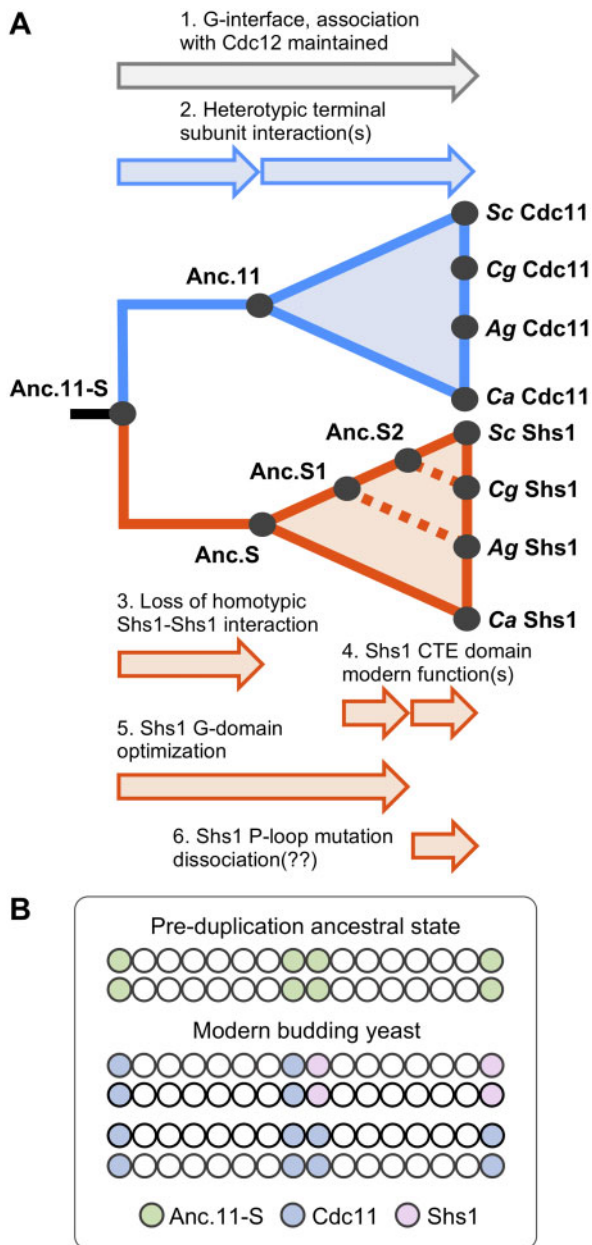 A
1. G-interface, association
with Cdc12 maintained
2. Heterotypic terminal
subunit interaction(s)
Sc Cdc11
Cg Cdc11
Anc.11
Ag Cdc11
Anc.11-S
Ca Cdc11
Anc.S2
Sc Shs1
Anc.S1
Cg Shs1
Anc.S
Ag Shs1
Ca Shs1
3. Loss of homotypic
Shs1-Shs1 interaction
4. Shs1 CTE domain
modern function(s)
5. Shs1 G-domain
optimization
6. Shs1 P-loop mutation
dissociation(??)
B
Pre-duplication ancestral state
Modern budding yeast
Anc.11-S Cdc11 Shs1